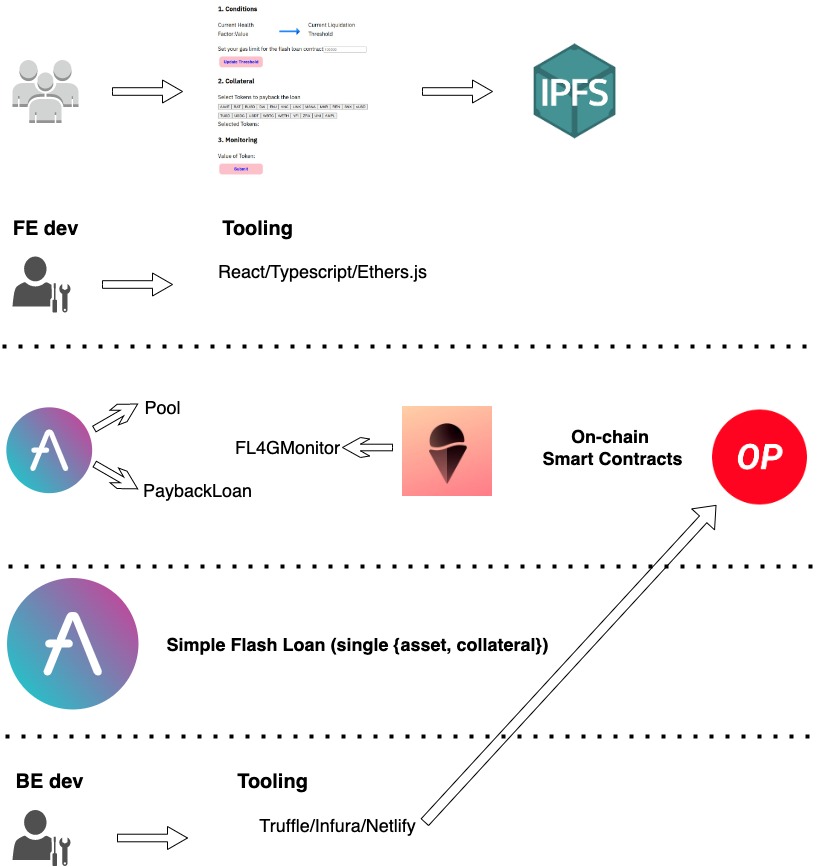 1. Conditions
Current Health
Factor.Value
Current Liquidation
Threshold
Set your gas limit for the flash loan contract
Update Threshold
2. Collateral
Select Tokens to payback the loan
AAVE BAT BUSD DAI ENJ KNC LINK MANA MKR REN SNX sUSD
TUSD USDC USDT WBTC WETH YFI ZRX UNI AMPL
Selected Tokens:
3. Monitoring
Value of Token:
Submit
IPFS
FE dev
Tooling
React/Typescript/Ethers.js
Pool
FL4GMonitor
PaybackLoan
On-chain
Smart Contracts
OP
Simple Flash Loan (single {asset, collateral})
BE dev
Tooling
Truffle/Infura/Netlify